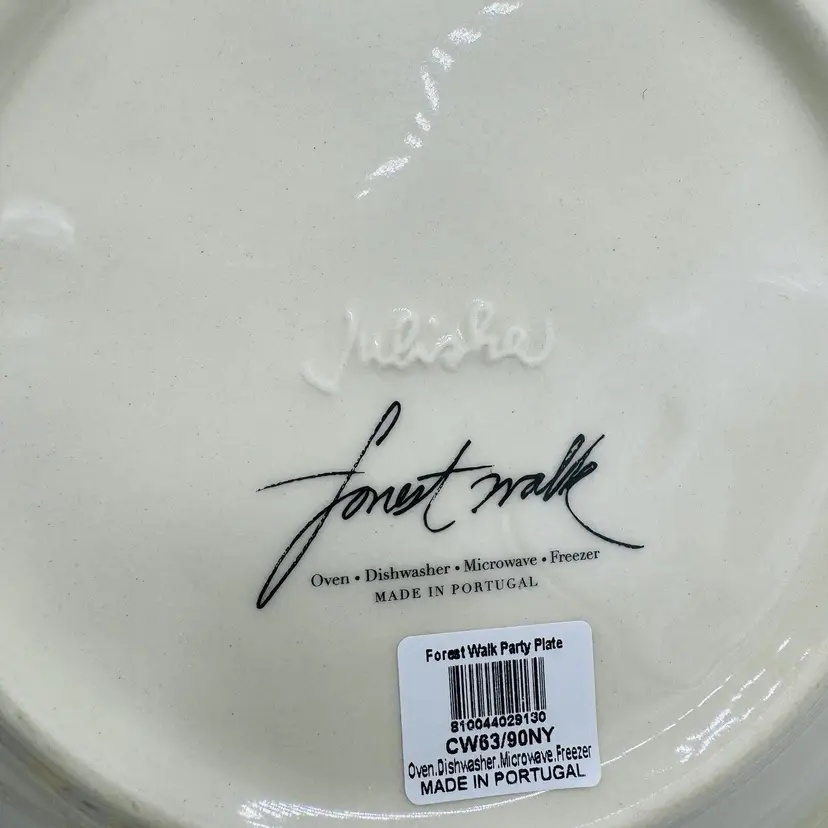 Juliska
forest walk
Oven • Dishwasher • Microwave • Freezer
MADE IN PORTUGAL
Forest Walk Party Plate
810044029130
CW63/90NY
Oven.Dishwasher.Microwave.Freezer
MADE IN PORTUGAL